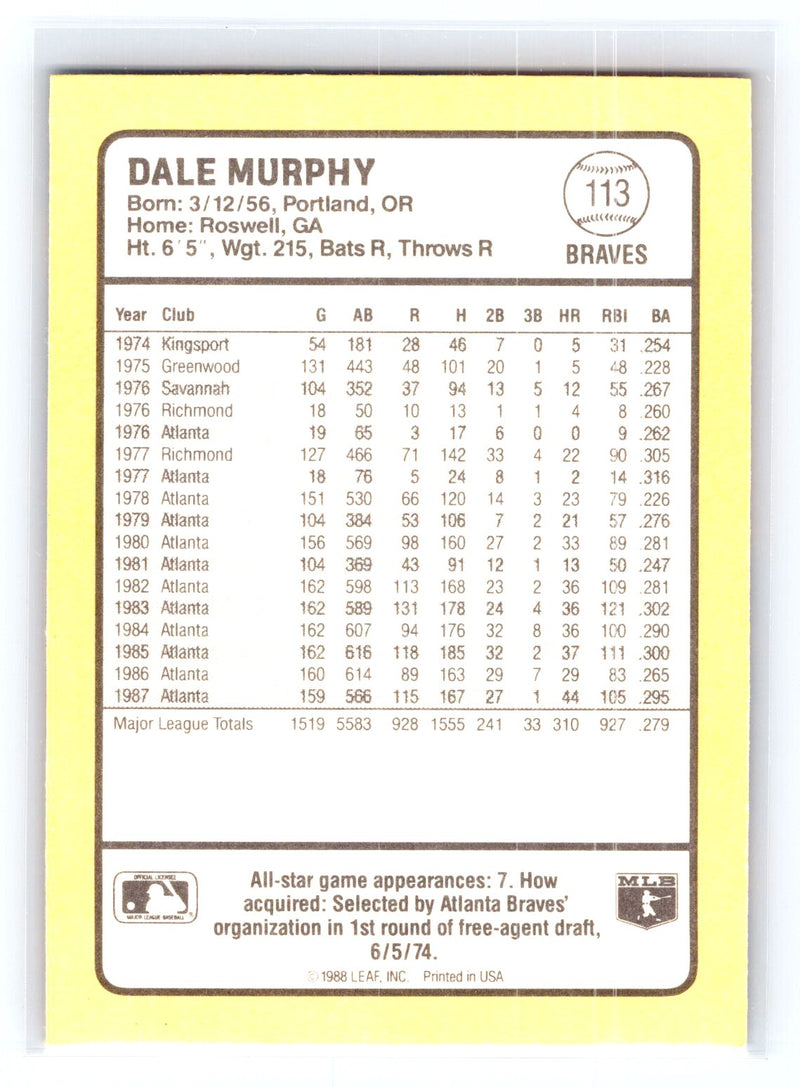 DALE MURPHY
Born: 3/12/56, Portland, OR
Home: Roswell, GA
Ht. 6'5", Wgt. 215, Bats R, Throws R
113
BRAVES
Year Club G AB R H 2B 3B HR RBI BA
1974 Kingsport 54 181 28 46 7 0 5 31 .254
1975 Greenwood 131 443 48 101 20 1 5 48 .228
1976 Savannah 104 352 37 94 13 5 12 55 .267
1976 Richmond 18 50 10 13 1 1 4 8 .260
1976 Atlanta 19 65 3 17 6 0 0 9 .262
1977 Richmond 127 466 71 142 33 4 22 90 .305
1977 Atlanta 18 76 5 24 8 1 2 14 .316
1978 Atlanta 151 530 66 120 14 3 23 79 .226
1979 Atlanta 104 384 53 106 7 2 21 57 .276
1980 Atlanta 156 569 98 160 27 2 33 89 .281
1981 Atlanta 104 369 43 91 12 1 13 50 .247
1982 Atlanta 162 598 113 168 23 2 36 109 .281
1983 Atlanta 162 589 131 178 24 4 36 121 .302
1984 Atlanta 162 607 94 176 32 8 36 100 .290
1985 Atlanta 162 616 118 185 32 2 37 111 .300
1986 Atlanta 160 614 89 163 29 7 29 83 .265
1987 Atlanta 159 566 115 167 27 1 44 105 .295
Major League Totals 1519 5583 928 1555 241 33 310 927 .279
OFFICIAL LICENSEE
MAJOR LEAGUE BASEBALL
All-star game appearances: 7. How
acquired: Selected by Atlanta Braves'
organization in 1st round of free-agent draft,
6/5/74.
© 1988 LEAF, INC. Printed in USA
MLB